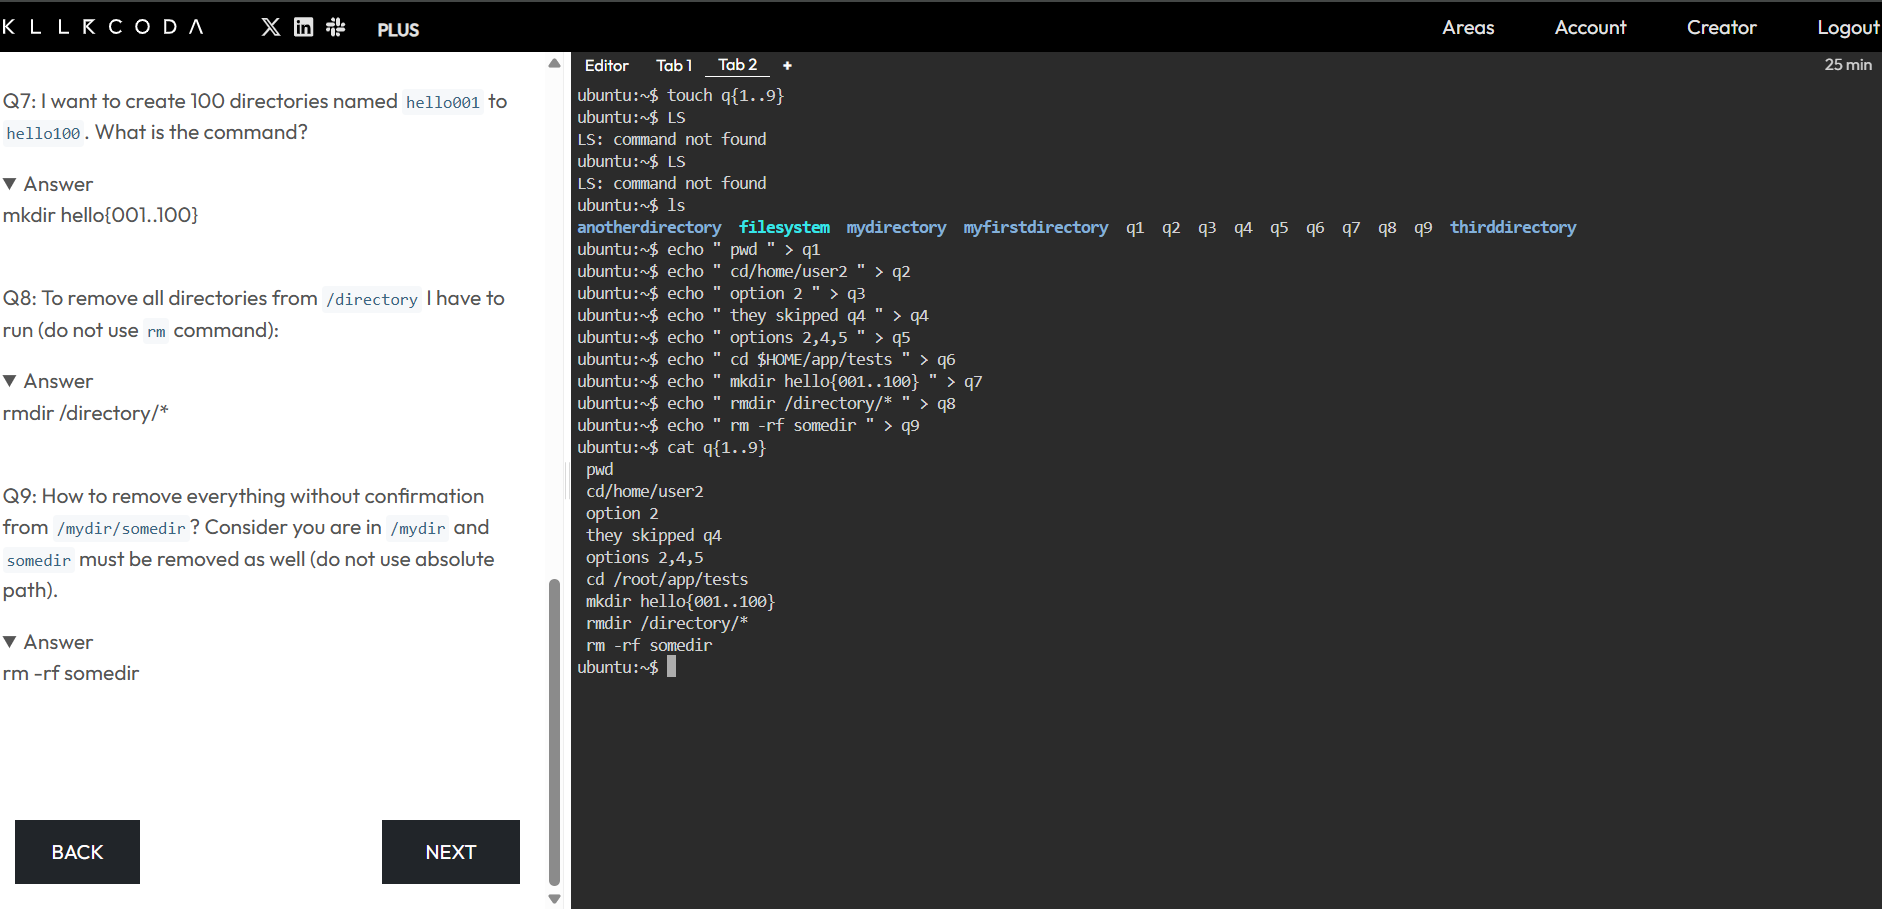 KLLRCODA
PLUS
Areas Account Creator Logout
Q7: I want to create 100 directories named hello001 to
hello100. What is the command?
▼ Answer
mkdir hello{001..100}
Q8: To remove all directories from /directory I have to
run (do not use rm command):
▼ Answer
rmdir /directory/*
Q9: How to remove everything without confirmation
from /mydir/somedir? Consider you are in /mydir and
somedir must be removed as well (do not use absolute
path).
▼ Answer
rm -rf somedir
BACK NEXT
Editor Tab 1 Tab 2 + 25 min
ubuntu:~$ touch q{1..9}
ubuntu:~$ LS
LS: command not found
ubuntu:~$ LS
LS: command not found
ubuntu:~$ ls
anotherdirectory filesystem mydirectory myfirstdirectory q1 q2 q3 q4 q5 q6 q7 q8 q9 thirddirectory
ubuntu:~$ echo " pwd " > q1
ubuntu:~$ echo " cd/home/user2 " > q2
ubuntu:~$ echo " option 2 " > q3
ubuntu:~$ echo " they skipped q4 " > q4
ubuntu:~$ echo " options 2,4,5 " > q5
ubuntu:~$ echo " cd $HOME/app/tests " > q6
ubuntu:~$ echo " mkdir hello{001..100} " > q7
ubuntu:~$ echo " rmdir /directory/* " > q8
ubuntu:~$ echo " rm -rf somedir " > q9
ubuntu:~$ cat q{1..9}
pwd
cd/home/user2
option 2
they skipped q4
options 2,4,5
cd /root/app/tests
mkdir hello{001..100}
rmdir /directory/*
rm -rf somedir
ubuntu:~$